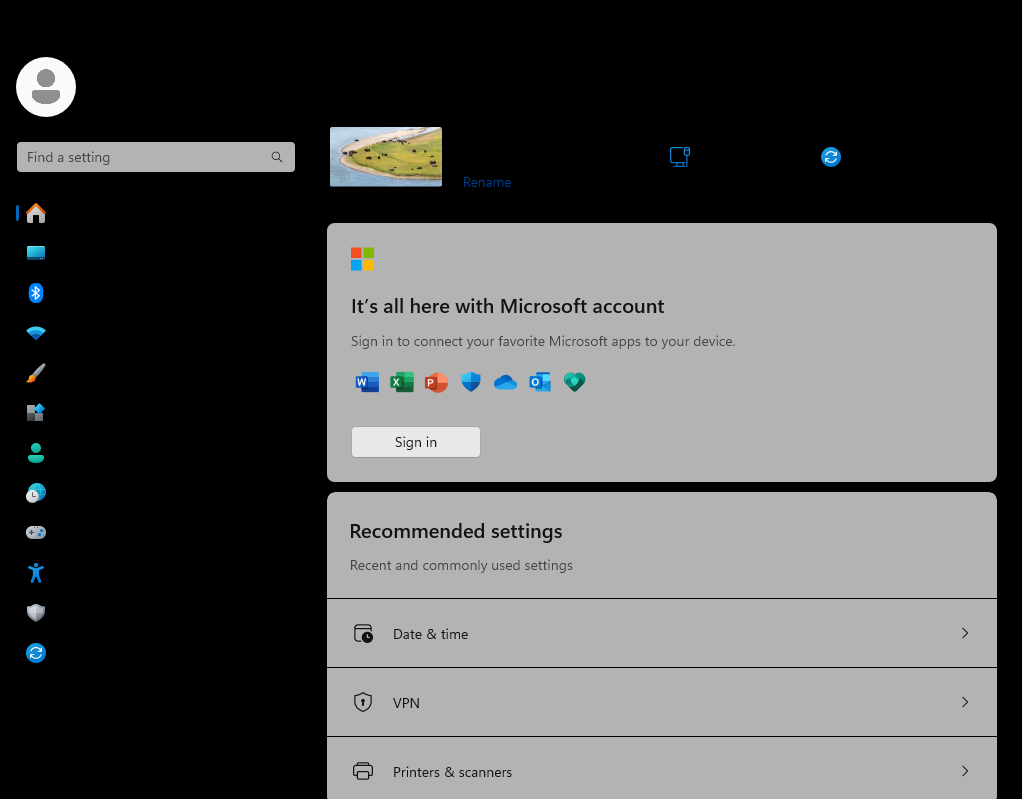 Find a setting
Rename
It's all here with Microsoft account
Sign in to connect your favorite Microsoft apps to your device.
Sign in
Recommended settings
Recent and commonly used settings
Date & time
VPN
Printers & scanners